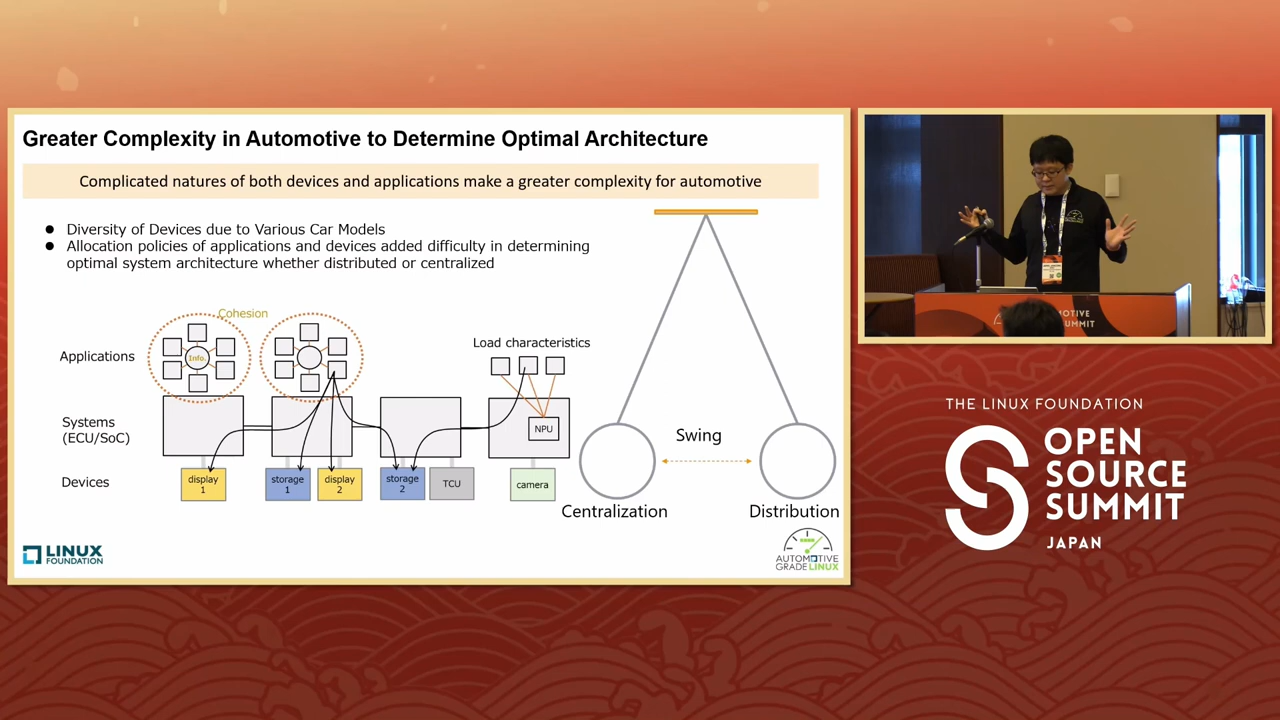 Greater Complexity in Automotive to Determine Optimal Architecture
Complicated natures of both devices and applications make a greater complexity for automotive
● Diversity of Devices due to Various Car Models
● Allocation policies of applications and devices added difficulty in determining
optimal system architecture whether distributed or centralized
Cohesion
Applications
Info.
Load characteristics
Systems
(ECU/SoC)
NPU
Devices
display
1
storage
1
display
2
storage
2
TCU
camera
Swing
Centralization
Distribution
LINUX
FOUNDATION
AUTOMOTIVE
GRADE LINUX
MOTIVE
UMMIT
THE LINUX FOUNDATION
OPEN
SOURCE
SUMMIT
JAPAN